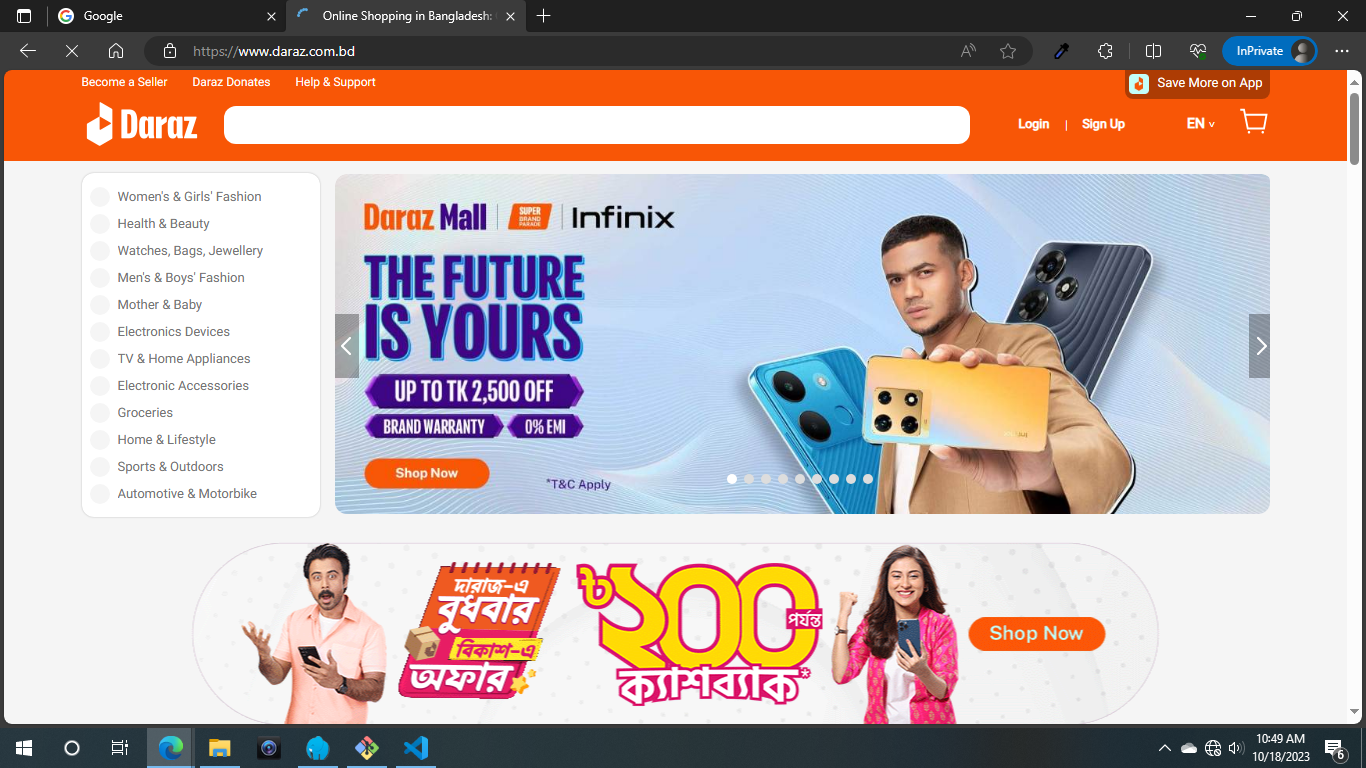 Google
Online Shopping in Bangladesh:
https://www.daraz.com.bd
InPrivate
Become a Seller
Daraz Donates
Help & Support
Save More on App
Daraz
Login
|
Sign Up
EN
Women's & Girls' Fashion
Health & Beauty
Watches, Bags, Jewellery
Men's & Boys' Fashion
Mother & Baby
Electronics Devices
TV & Home Appliances
Electronic Accessories
Groceries
Home & Lifestyle
Sports & Outdoors
Automotive & Motorbike
Daraz Mall
SUPER
BRAND
PARADE
Infinix
THE FUTURE
IS YOURS
UP TO TK 2,500 OFF
BRAND WARRANTY
0% EMI
Shop Now
*T&C Apply
দারাজ-এ
বুধবার
বিকাশ-এ
অফার
৳২০০
পর্যন্ত
ক্যাশব্যাক*
Shop Now
10:49 AM
10/18/2023
6